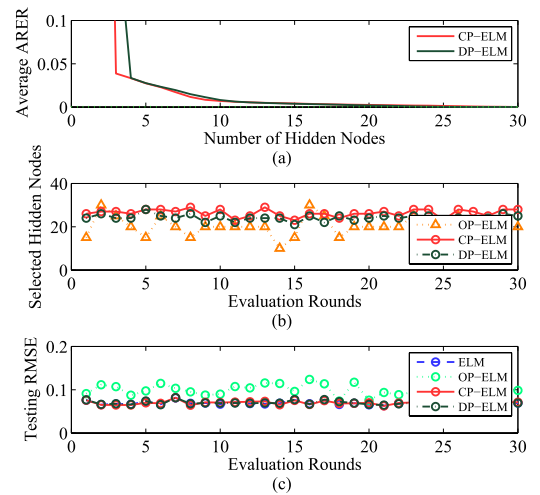 0.1
0.05
0
Average ARER
CP−ELM
DP−ELM
0 5 10 15 20 25 30
Number of Hidden Nodes
(a)
40
20
0
Selected Hidden Nodes
OP−ELM
CP−ELM
DP−ELM
0 5 10 15 20 25 30
Evaluation Rounds
(b)
0.2
0.1
0
Testing RMSE
ELM
OP−ELM
CP−ELM
DP−ELM
0 5 10 15 20 25 30
Evaluation Rounds
(c)